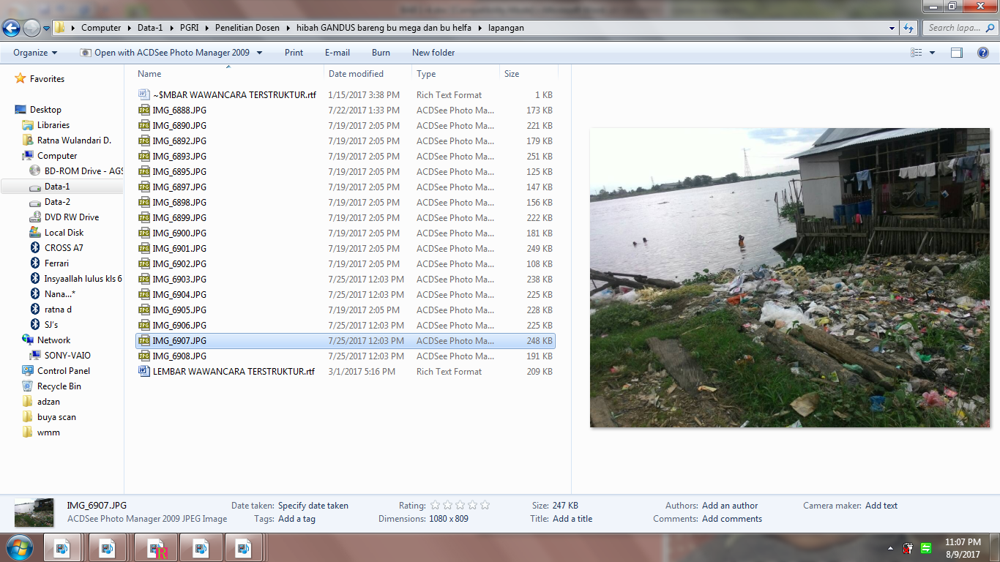 Computer Data-1 PGRI Penelitian Dosen hibah GANDUS bareng bu mega dan bu helfa lapangan Search lapa...
Organize Open with ACDSee Photo Manager 2009 Print E-mail Burn New folder
Favorites
Desktop
Libraries
Ratna Wulandari D.
Computer
BD-ROM Drive - AGS
Data-1
Data-2
DVD RW Drive
Local Disk
CROSS A7
Ferrari
Insyaallah lulus kls 6
Nana...*
ratna d
SJ's
Network
SONY-VAIO
Control Panel
Recycle Bin
adzan
buya scan
wmm
Name Date modified Type Size
~$MBAR WAWANCARA TERSTRUKTUR.rtf 1/15/2017 3:38 PM Rich Text Format 1 KB
IMG_6888.JPG 7/22/2017 1:33 PM ACDSee Photo Ma... 173 KB
IMG_6890.JPG 7/19/2017 2:05 PM ACDSee Photo Ma... 221 KB
IMG_6892.JPG 7/19/2017 2:05 PM ACDSee Photo Ma... 179 KB
IMG_6893.JPG 7/19/2017 2:05 PM ACDSee Photo Ma... 251 KB
IMG_6895.JPG 7/19/2017 2:05 PM ACDSee Photo Ma... 125 KB
IMG_6897.JPG 7/19/2017 2:05 PM ACDSee Photo Ma... 147 KB
IMG_6898.JPG 7/19/2017 2:05 PM ACDSee Photo Ma... 156 KB
IMG_6899.JPG 7/19/2017 2:05 PM ACDSee Photo Ma... 222 KB
IMG_6900.JPG 7/19/2017 2:05 PM ACDSee Photo Ma... 181 KB
IMG_6901.JPG 7/19/2017 2:05 PM ACDSee Photo Ma... 249 KB
IMG_6902.JPG 7/19/2017 2:05 PM ACDSee Photo Ma... 108 KB
IMG_6903.JPG 7/25/2017 12:03 PM ACDSee Photo Ma... 238 KB
IMG_6904.JPG 7/25/2017 12:03 PM ACDSee Photo Ma... 225 KB
IMG_6905.JPG 7/19/2017 2:05 PM ACDSee Photo Ma... 228 KB
IMG_6906.JPG 7/25/2017 12:03 PM ACDSee Photo Ma... 225 KB
IMG_6907.JPG 7/25/2017 12:03 PM ACDSee Photo Ma... 248 KB
IMG_6908.JPG 7/25/2017 12:03 PM ACDSee Photo Ma... 191 KB
LEMBAR WAWANCARA TERSTRUKTUR.rtf 3/1/2017 5:16 PM Rich Text Format 209 KB
IMG_6907.JPG Date taken: Specify date taken Rating: Size: 247 KB Authors: Add an author Camera maker: Add text
ACDSee Photo Manager 2009 JPEG Image Tags: Add a tag Dimensions: 1080 x 809 Title: Add a title Comments: Add comments
11:07 PM
8/9/2017